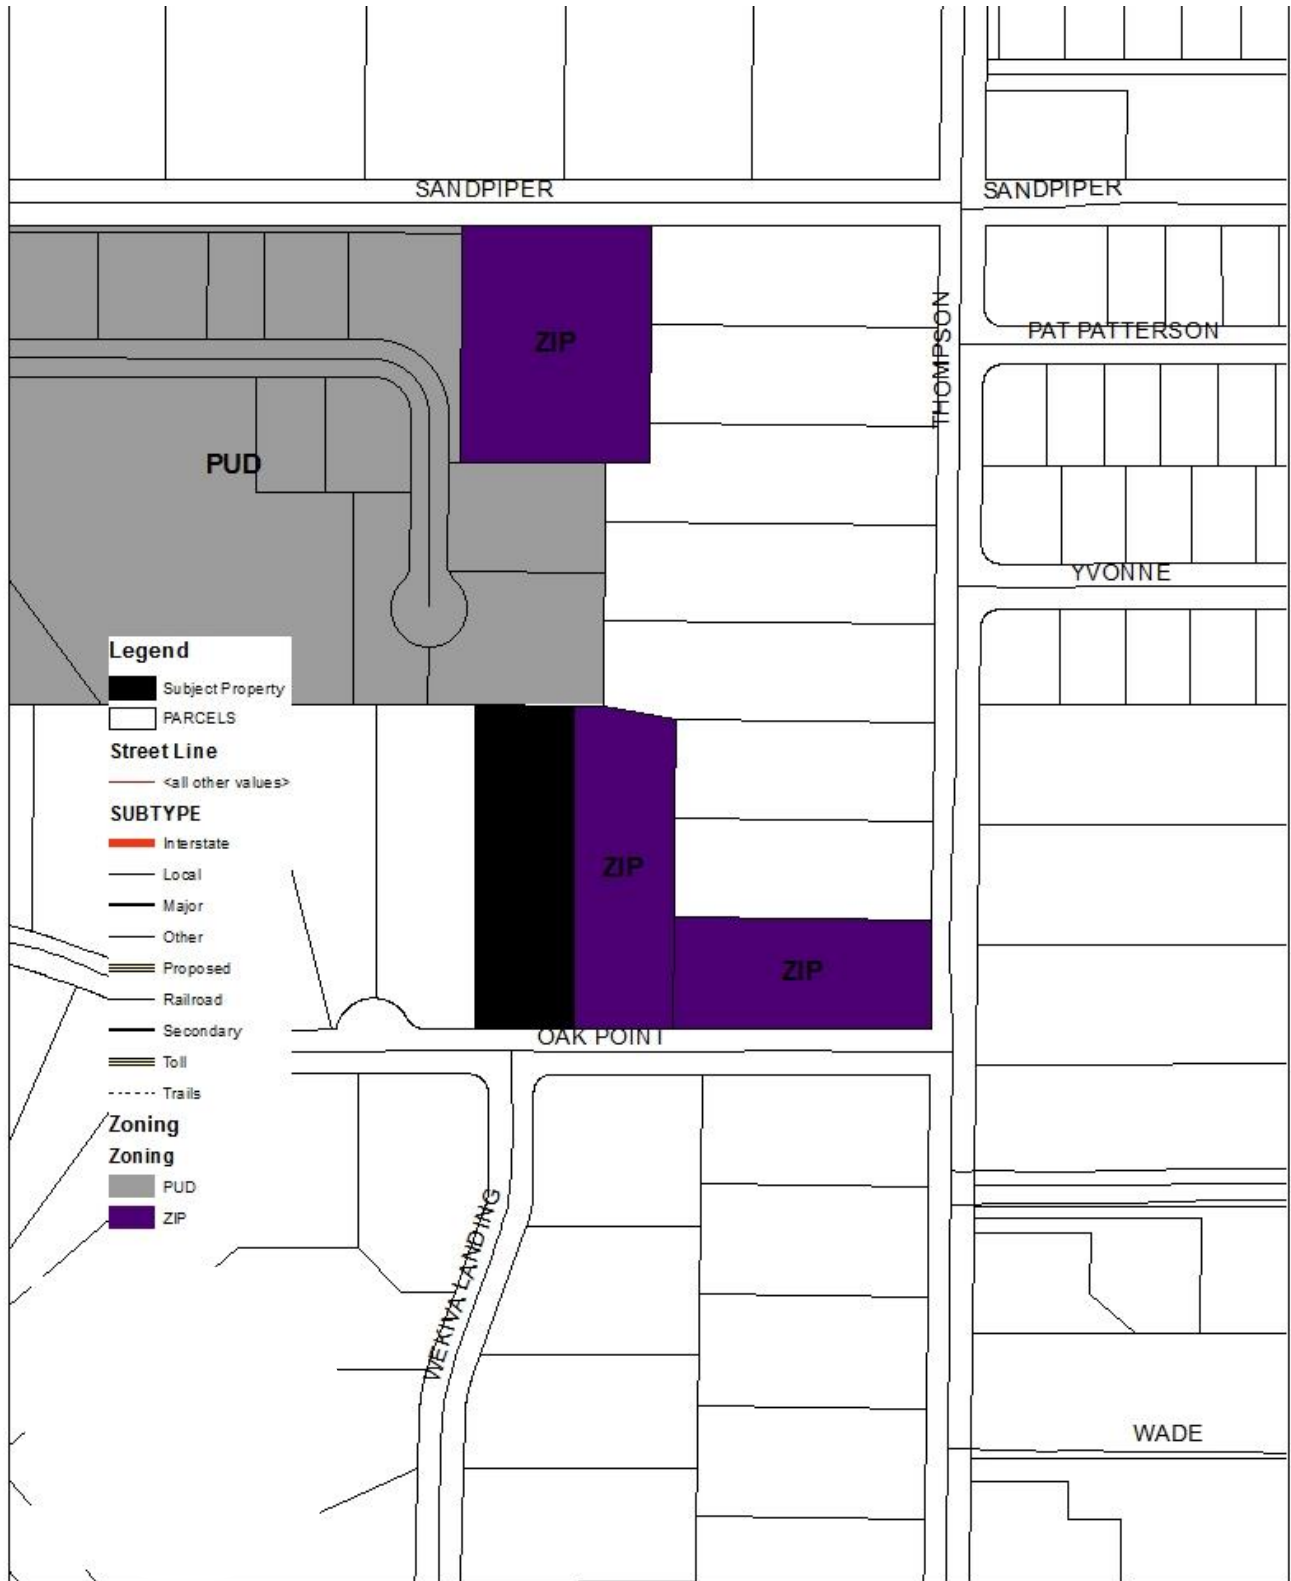 SANDPIPER
SANDPIPER
THOMPSON
PAT PATTERSON
ZIP
PUD
YVONNE
Legend
Subject Property
PARCELS
Street Line
<all other values>
SUBTYPE
Interstate
Local
Major
Other
Proposed
Railroad
Secondary
Toll
Trails
Zoning
Zoning
PUD
ZIP
ZIP
ZIP
OAK POINT
WEKIVA LANDING
WADE